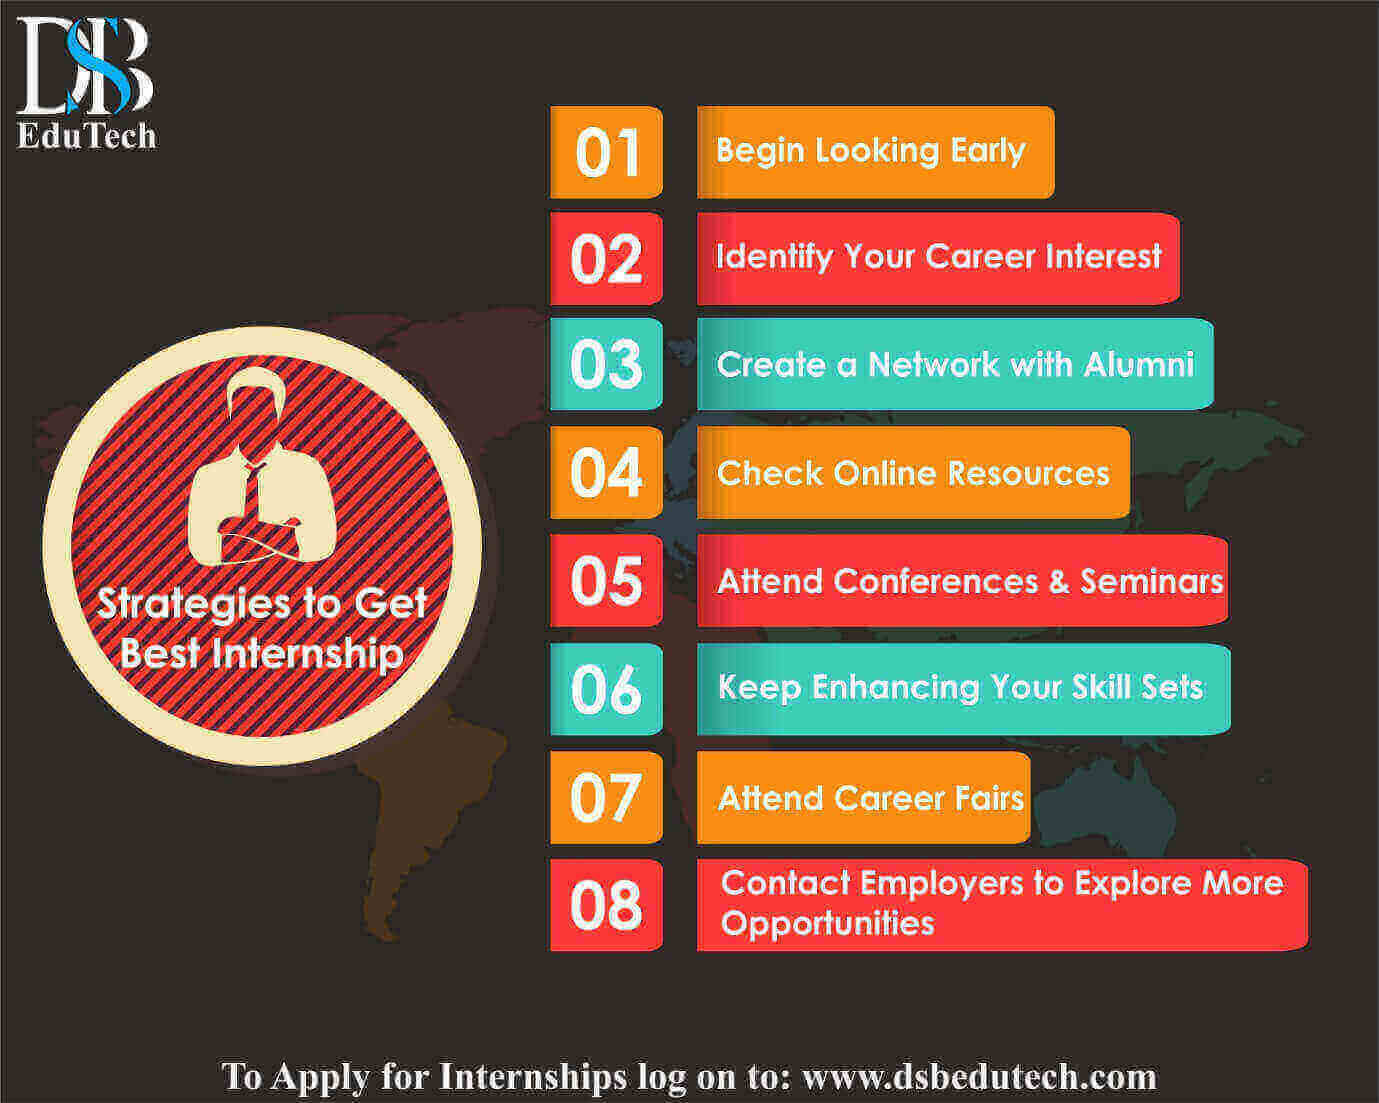 DSB
EduTech
01
Begin Looking Early
02
Identify Your Career Interest
03
Create a Network with Alumni
04
Check Online Resources
05
Attend Conferences & Seminars
06
Keep Enhancing Your Skill Sets
07
Attend Career Fairs
08
Contact Employers to Explore More
Opportunities
Strategies to Get
Best Internship
To Apply for Internships log on to: www.dsbedutech.com